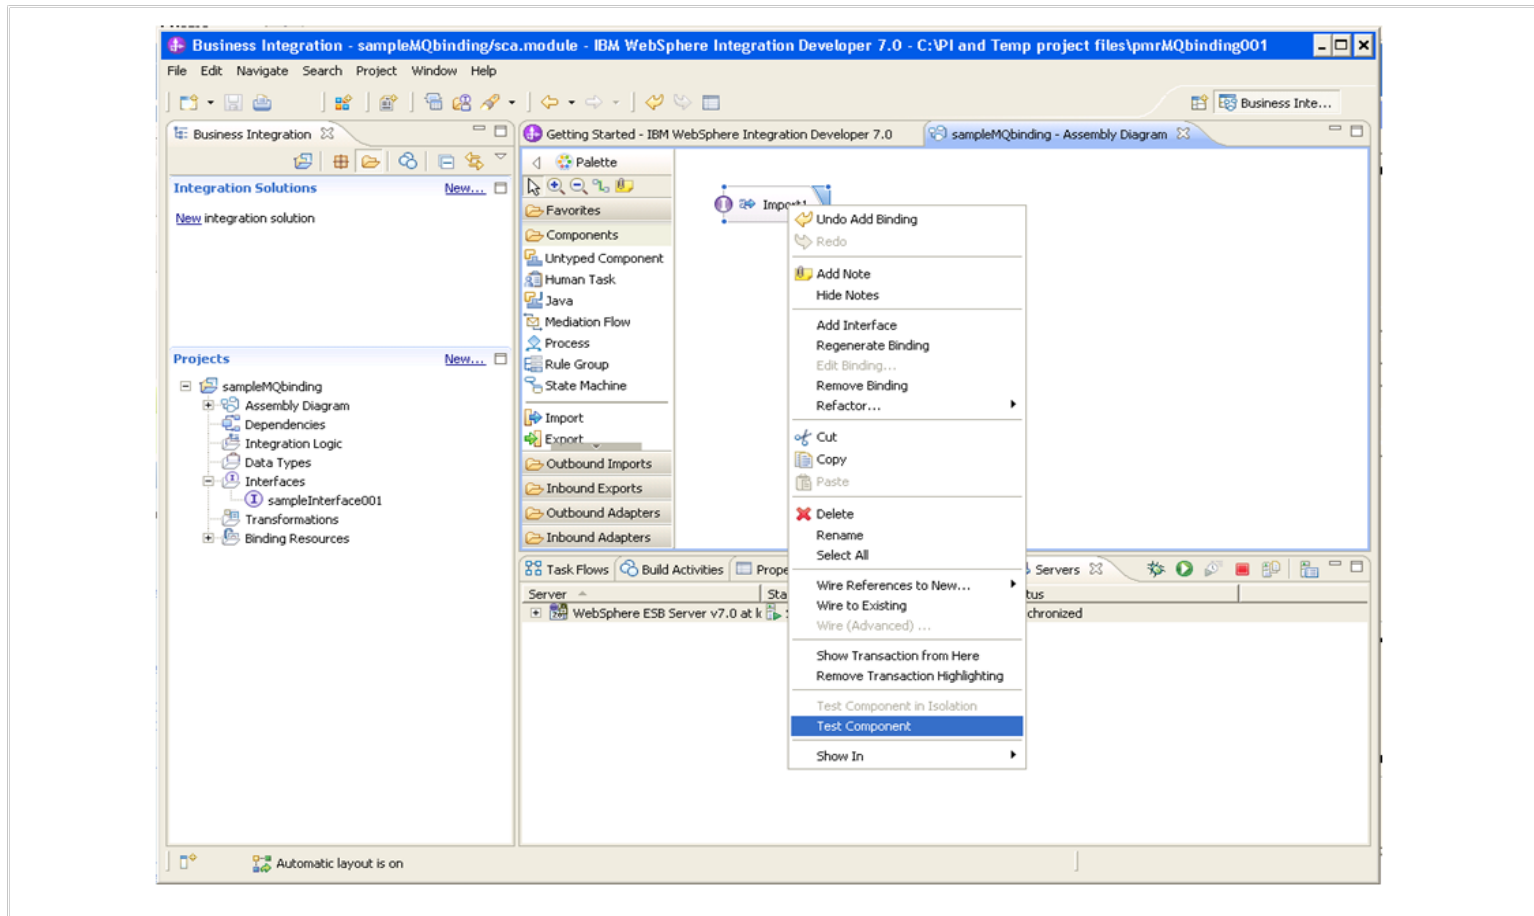 Business Integration - sampleMQbinding/sca.module - IBM WebSphere Integration Developer 7.0 - C:\PI and Temp project files\pmrMQbinding001
File Edit Navigate Search Project Window Help
Business Inte...
Business Integration
Getting Started - IBM WebSphere Integration Developer 7.0
sampleMQbinding - Assembly Diagram
Integration Solutions New...
New integration solution
Projects New...
sampleMQbinding
Assembly Diagram
Dependencies
Integration Logic
Data Types
Interfaces
sampleInterface001
Transformations
Binding Resources
Palette
Favorites
Components
Untyped Component
Human Task
Java
Mediation Flow
Process
Rule Group
State Machine
Import
Export
Outbound Imports
Inbound Exports
Outbound Adapters
Inbound Adapters
Import1
Undo Add Binding
Redo
Add Note
Hide Notes
Add Interface
Regenerate Binding
Edit Binding...
Remove Binding
Refactor...
Cut
Copy
Paste
Delete
Rename
Select All
Wire References to New...
Wire to Existing
Wire (Advanced) ...
Show Transaction from Here
Remove Transaction Highlighting
Test Component in Isolation
Test Component
Show In
Task Flows Build Activities Prope Servers
Server Sta tus
WebSphere ESB Server v7.0 at k chronized
Automatic layout is on